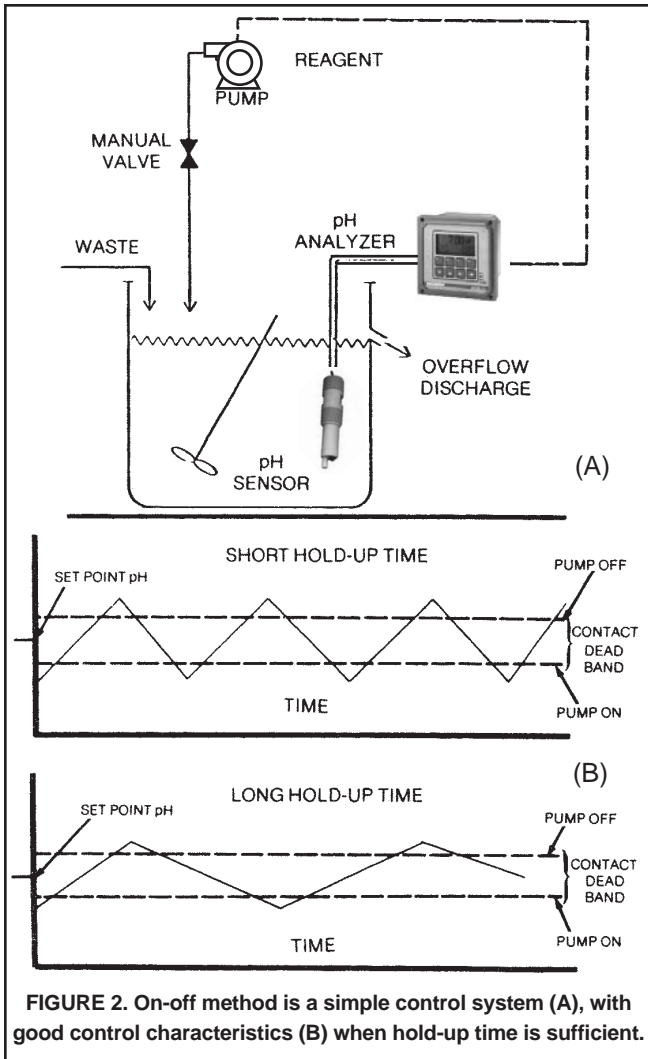 REAGENT
PUMP
MANUAL
VALVE
pH
ANALYZER
WASTE
OVERFLOW
DISCHARGE
pH
SENSOR
(A)
SHORT HOLD-UP TIME
PUMP OFF
SET POINT pH
CONTACT
DEAD
BAND
TIME
PUMP ON
(B)
LONG HOLD-UP TIME
SET POINT pH
PUMP OFF
CONTACT
DEAD
BAND
PUMP ON
TIME
FIGURE 2. On-off method is a simple control system (A), with
good control characteristics (B) when hold-up time is sufficient.